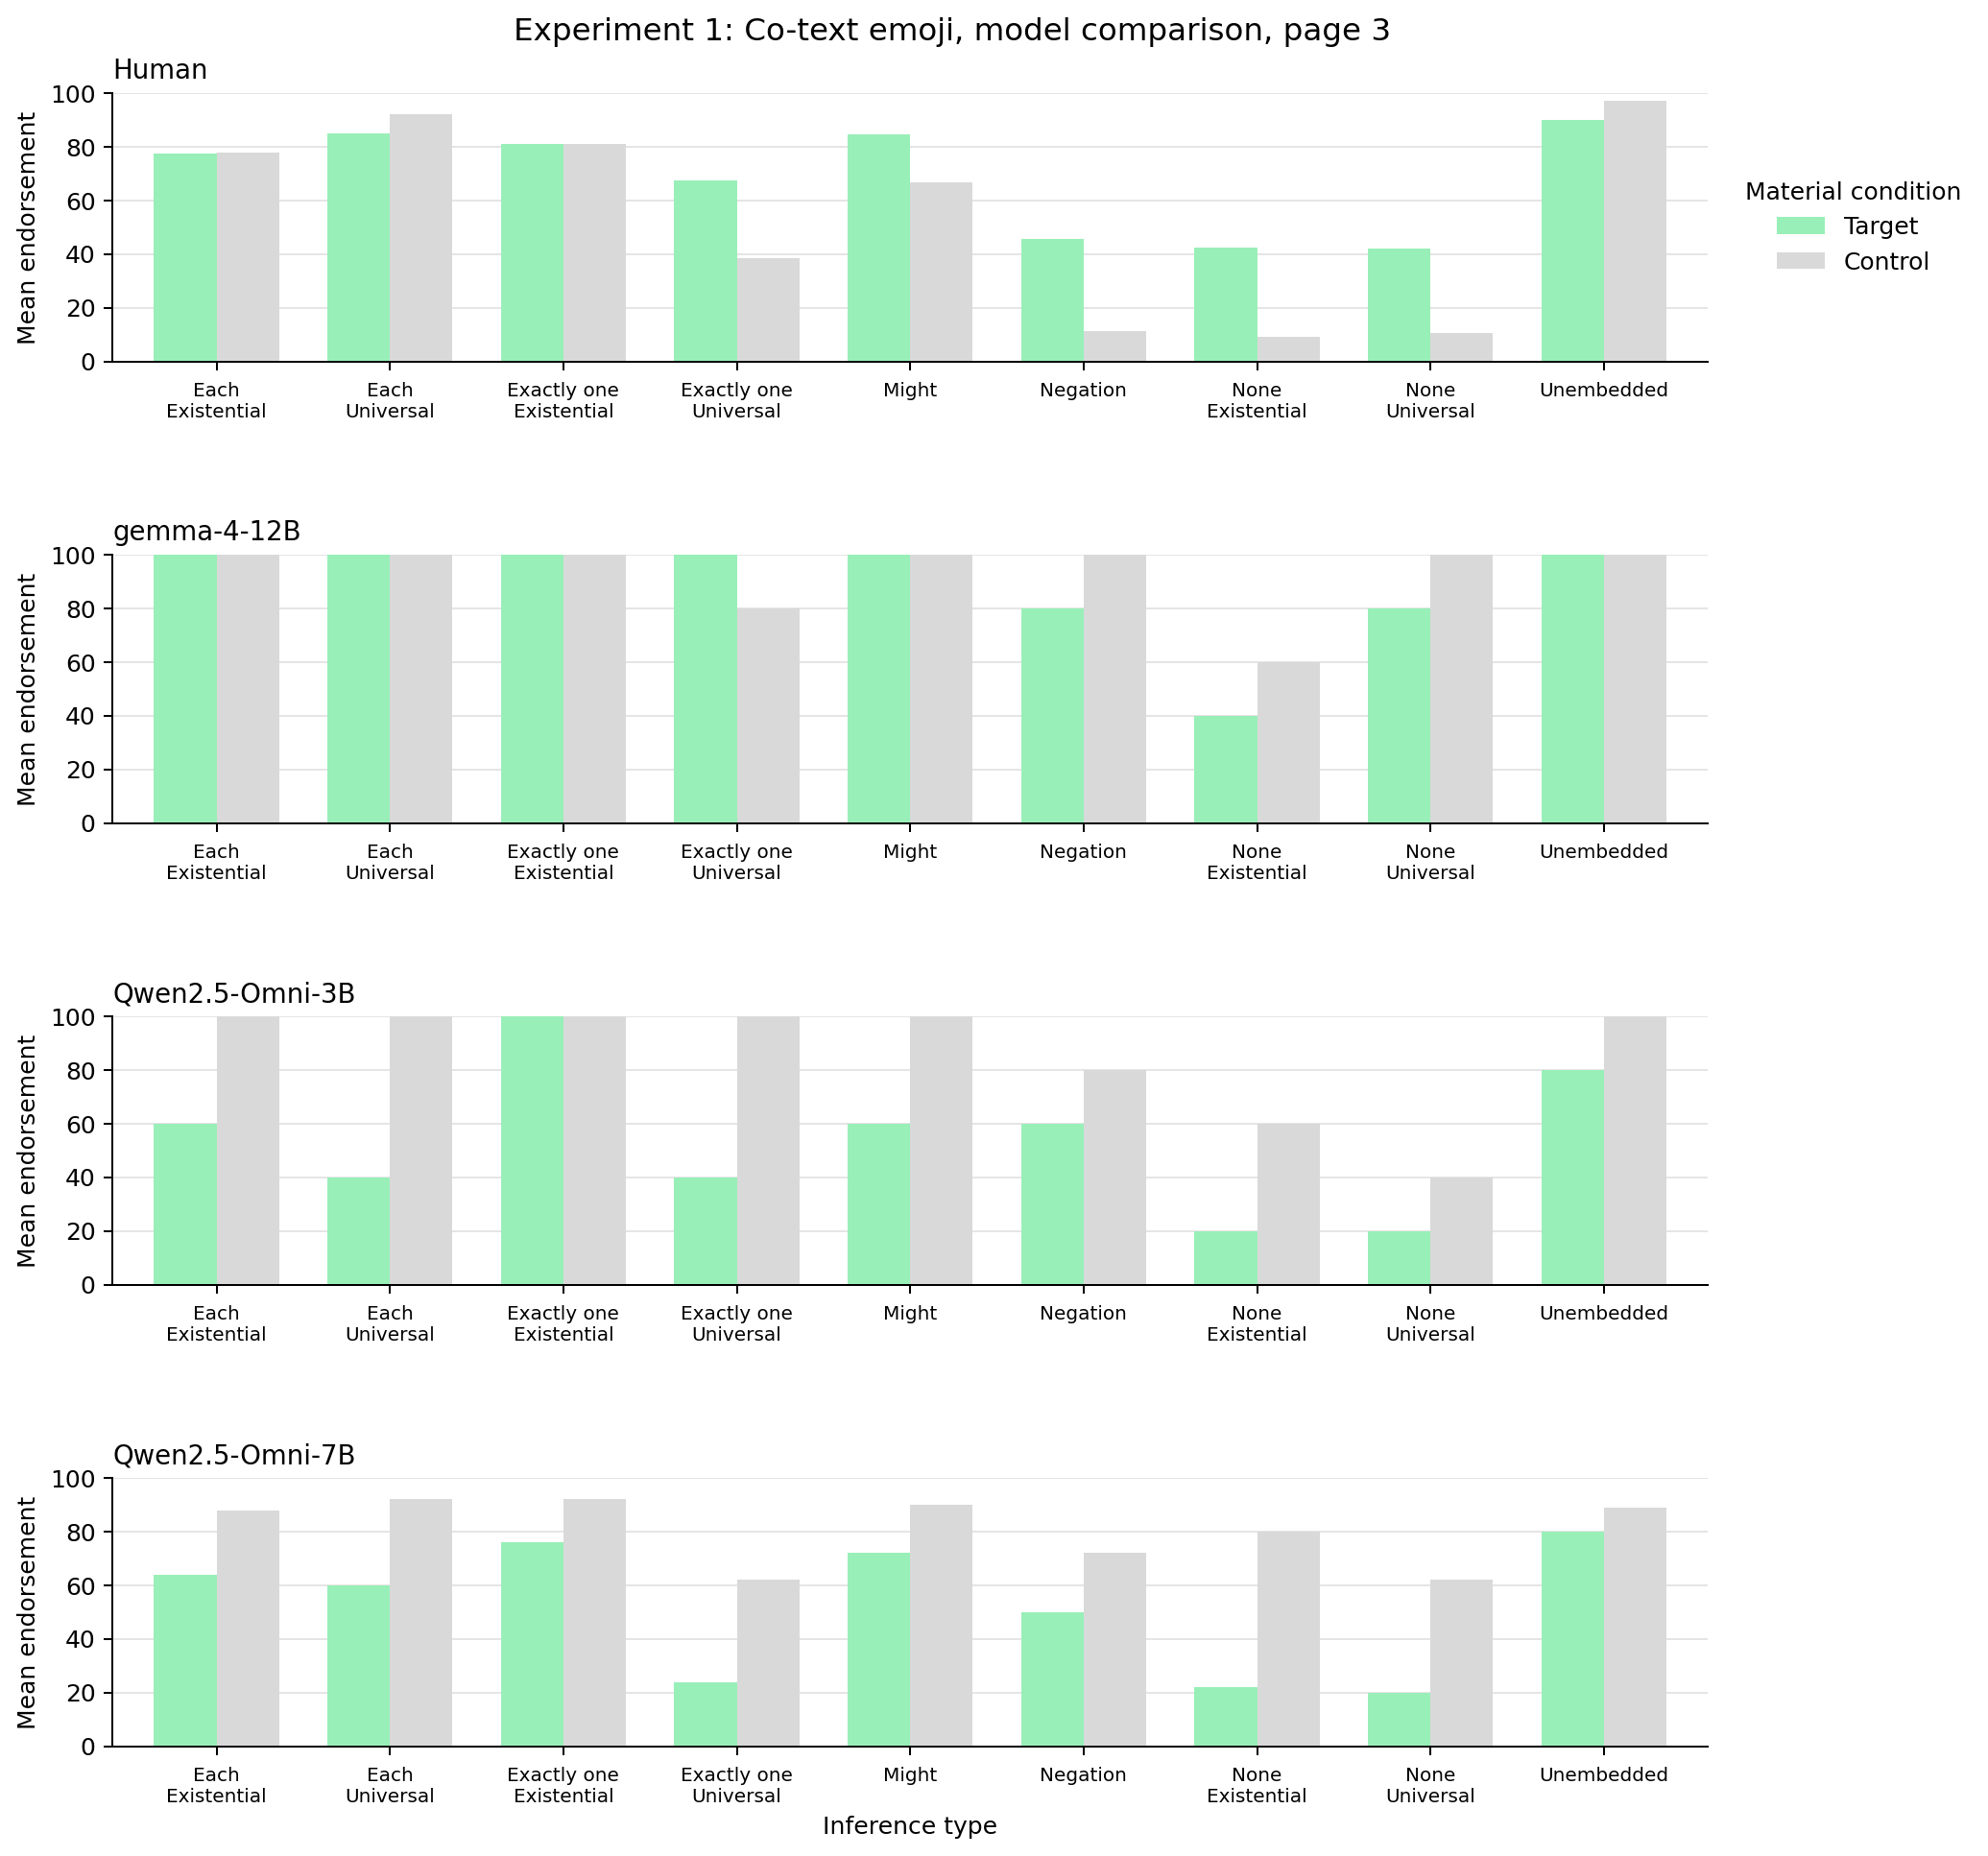 Experiment 1: Co-text emoji, model comparison, page 3
Human
Mean endorsement
100
80
60
40
20
0
Each Existential
Each Universal
Exactly one Existential
Exactly one Universal
Might
Negation
None Existential
None Universal
Unembedded
Material condition
Target
Control
gemma-4-12B
Mean endorsement
100
80
60
40
20
0
Each Existential
Each Universal
Exactly one Existential
Exactly one Universal
Might
Negation
None Existential
None Universal
Unembedded
Qwen2.5-Omni-3B
Mean endorsement
100
80
60
40
20
0
Each Existential
Each Universal
Exactly one Existential
Exactly one Universal
Might
Negation
None Existential
None Universal
Unembedded
Qwen2.5-Omni-7B
Mean endorsement
100
80
60
40
20
0
Each Existential
Each Universal
Exactly one Existential
Exactly one Universal
Might
Negation
None Existential
None Universal
Unembedded
Inference type